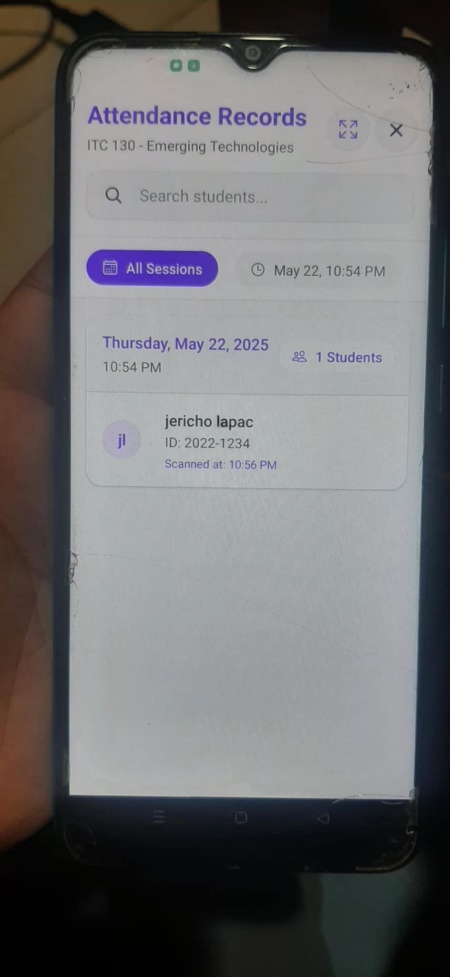 Attendance Records
ITC 130 - Emerging Technologies
Search students...
All Sessions
May 22, 10:54 PM
Thursday, May 22, 2025
10:54 PM
1 Students
jl
jericho lapac
ID: 2022-1234
Scanned at: 10:56 PM